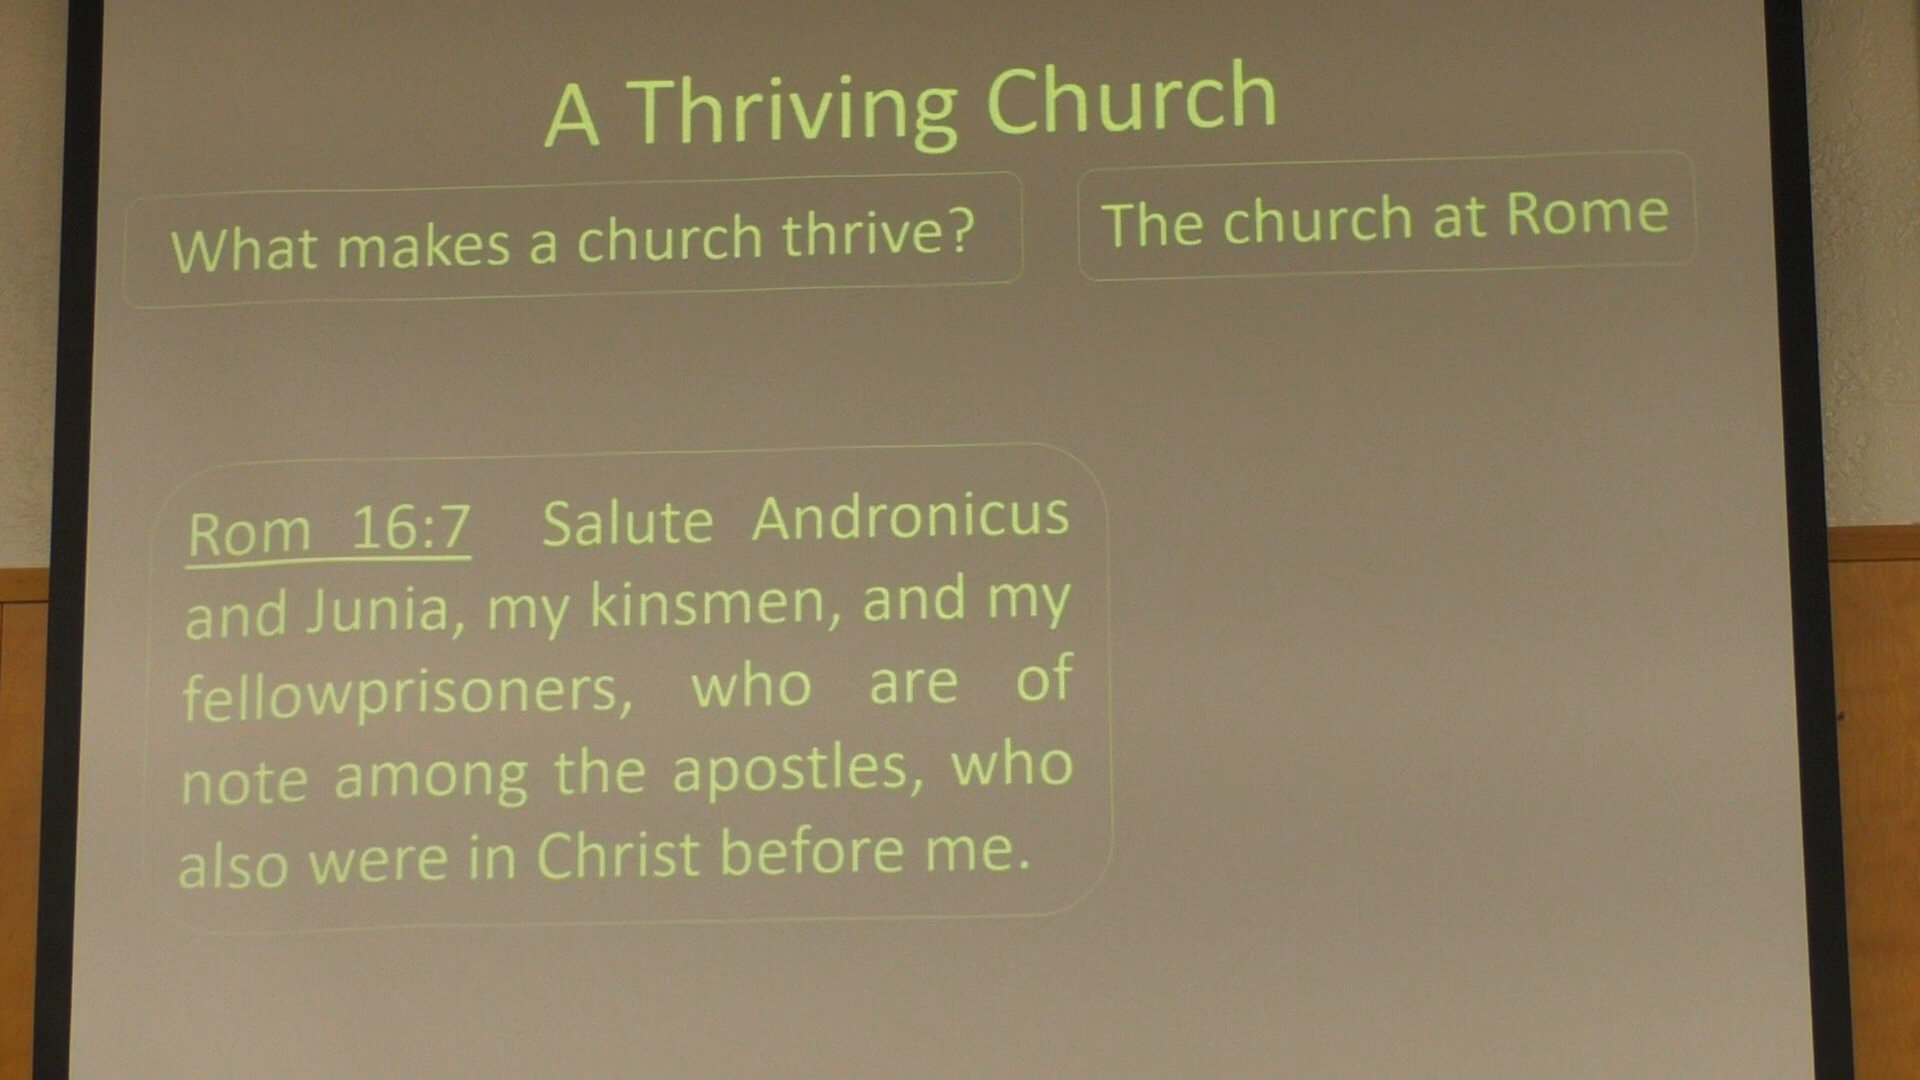 A Thriving Church
What makes a church thrive?
The church at Rome
Rom 16:7 Salute Andronicus
and Junia, my kinsmen, and my
fellowprisoners, who are of
note among the apostles, who
also were in Christ before me.